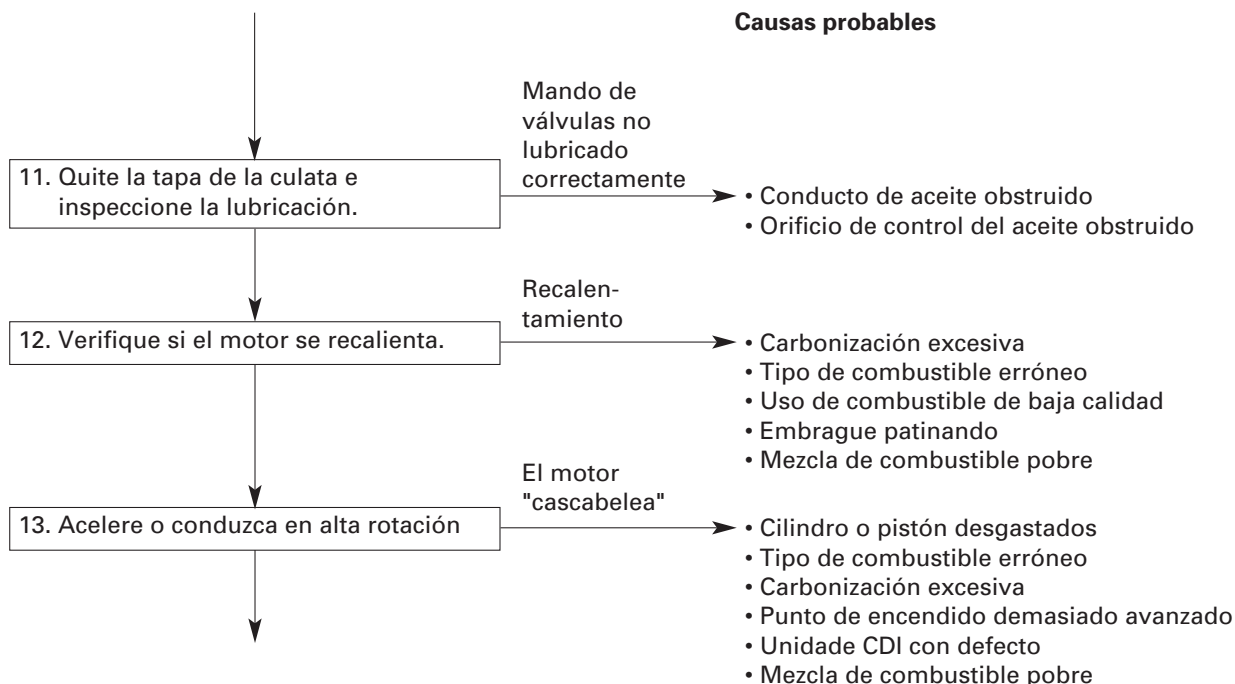 Causas probables
Mando de
válvulas no
lubricado
correctamente
11. Quite la tapa de la culata e
inspeccione la lubricación.
• Conducto de aceite obstruido
• Orificio de control del aceite obstruido
Recalen-
tamiento
12. Verifique si el motor se recalienta.
• Carbonización excesiva
• Tipo de combustible erróneo
• Uso de combustible de baja calidad
• Embrague patinando
• Mezcla de combustible pobre
El motor
"cascabelea"
13. Acelere o conduzca en alta rotación
• Cilindro o pistón desgastados
• Tipo de combustible erróneo
• Carbonización excesiva
• Punto de encendido demasiado avanzado
• Unidade CDI con defecto
• Mezcla de combustible pobre